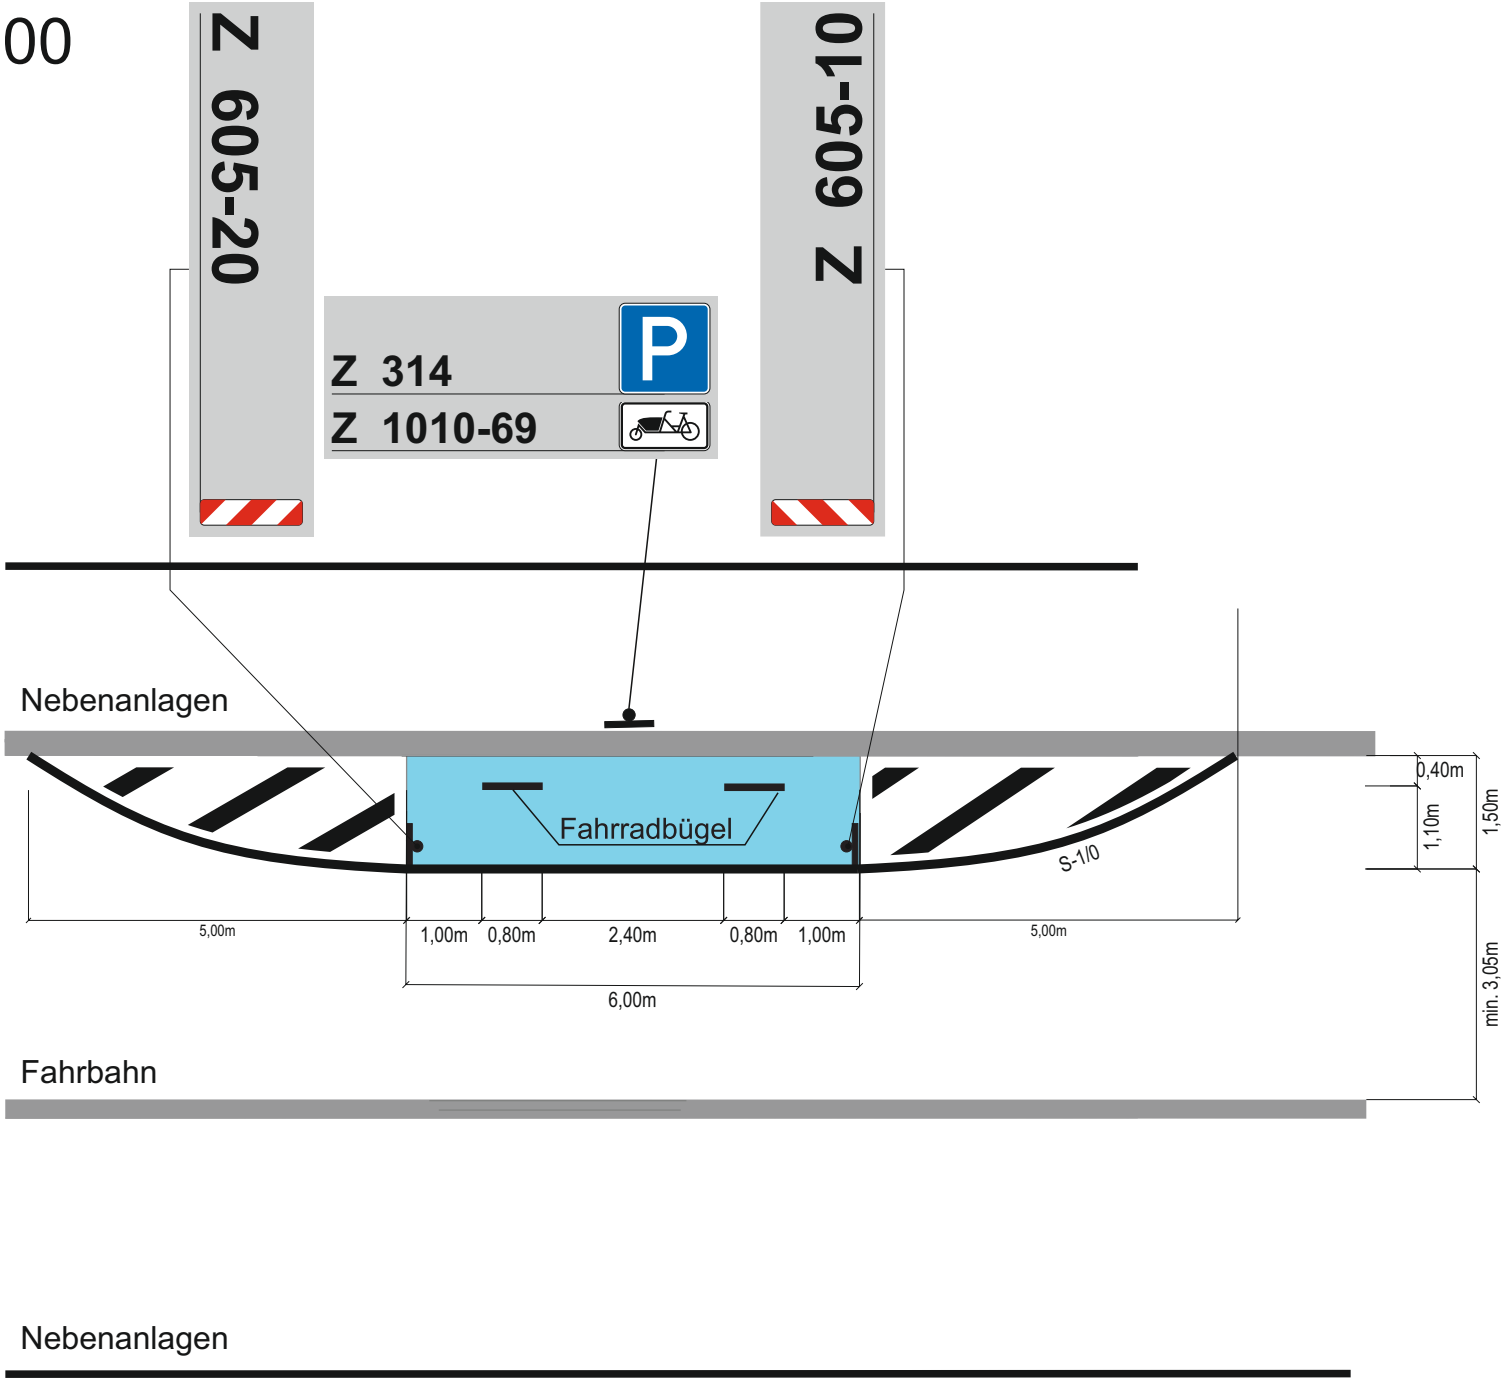 00
Z 605-20
Z 605-10
P
Z 314
Z 1010-69
Nebenanlagen
0,40m
Fahrradbügel
1,10m
1,50m
S-1/0
5,00m
1,00m
0,80m
2,40m
0,80m
1,00m
5,00m
6,00m
min. 3,05m
Fahrbahn
Nebenanlagen